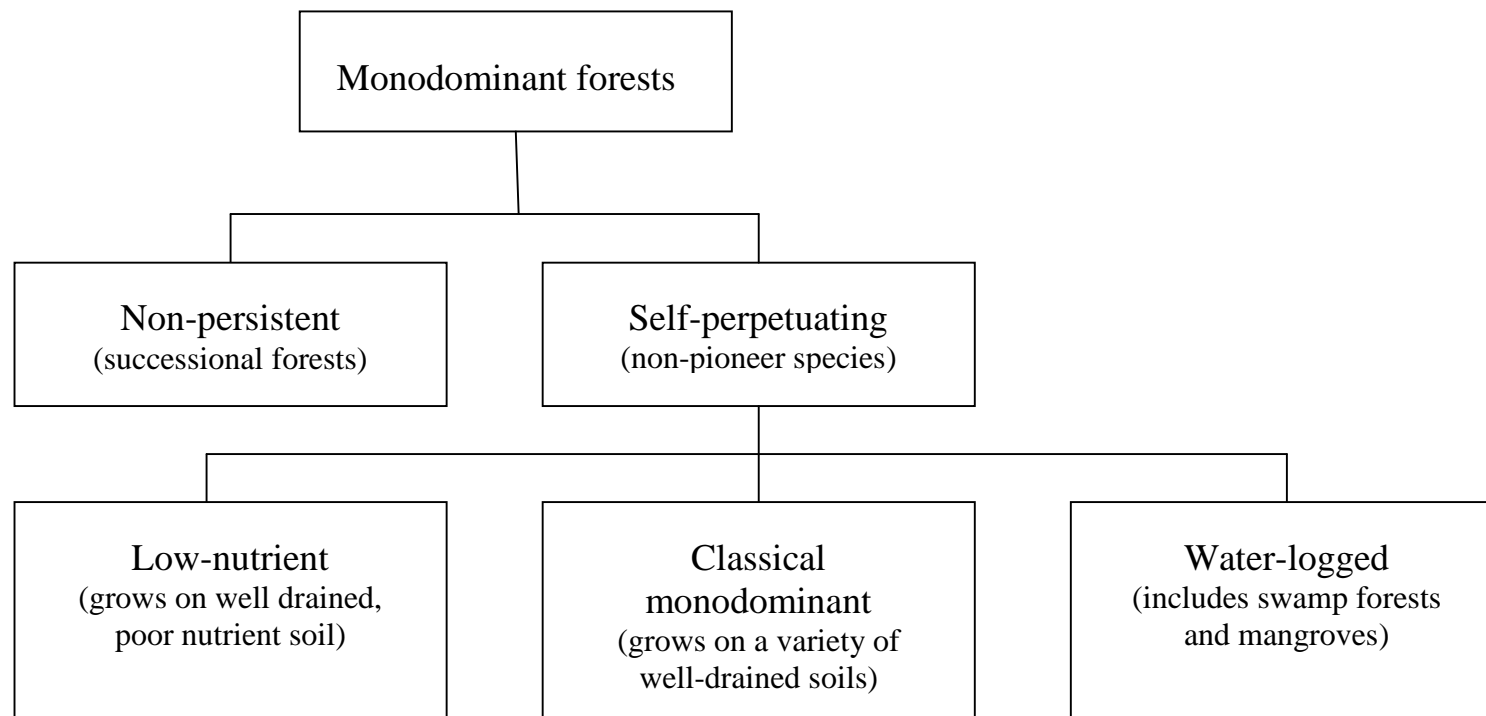 Monodominant forests
Non-persistent
(successional forests)
Self-perpetuating
(non-pioneer species)
Low-nutrient
(grows on well drained,
poor nutrient soil)
Classical
monodominant
(grows on a variety of
well-drained soils)
Water-logged
(includes swamp forests
and mangroves)